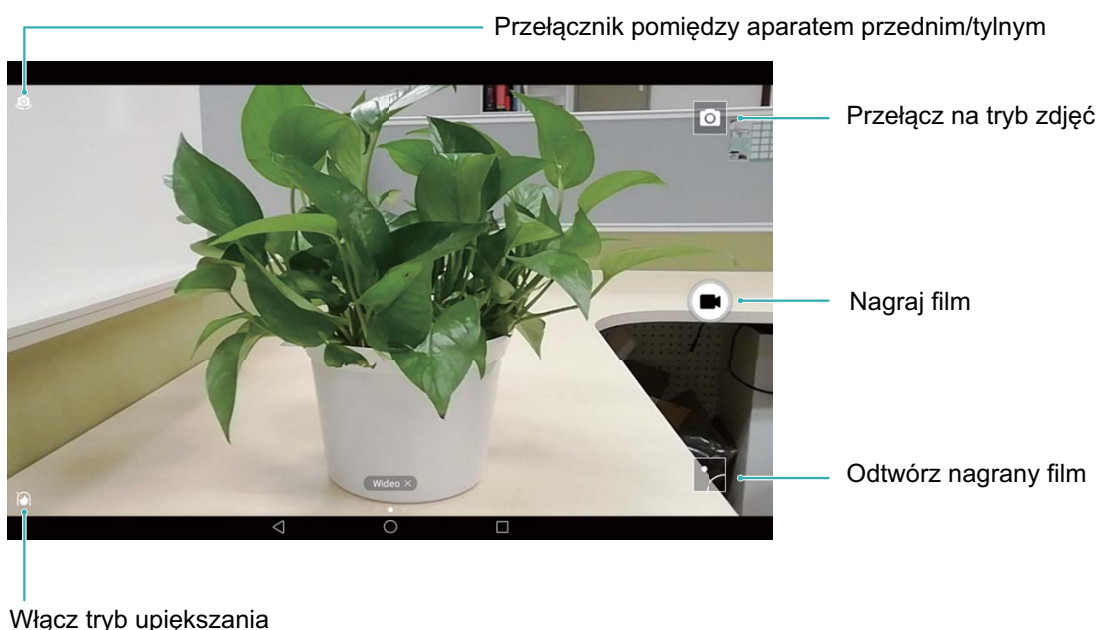 Przełącznik pomiędzy aparatem przednim/tylnym
Przełącz na tryb zdjęć
Nagraj film
Odtwórz nagrany film
Wideo ×
Włącz tryb upiększania